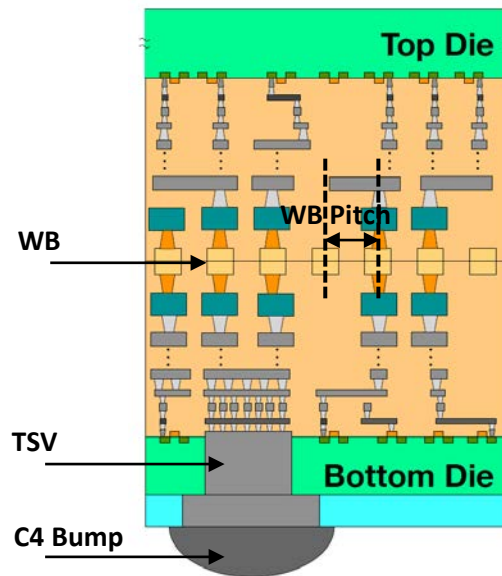 Top Die
WB Pitch
WB
TSV
Bottom Die
C4 Bump